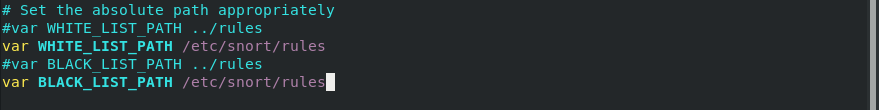 # Set the absolute path appropriately
#var WHITE_LIST_PATH ../rules
var WHITE_LIST_PATH /etc/snort/rules
#var BLACK_LIST_PATH ../rules
var BLACK_LIST_PATH /etc/snort/rules